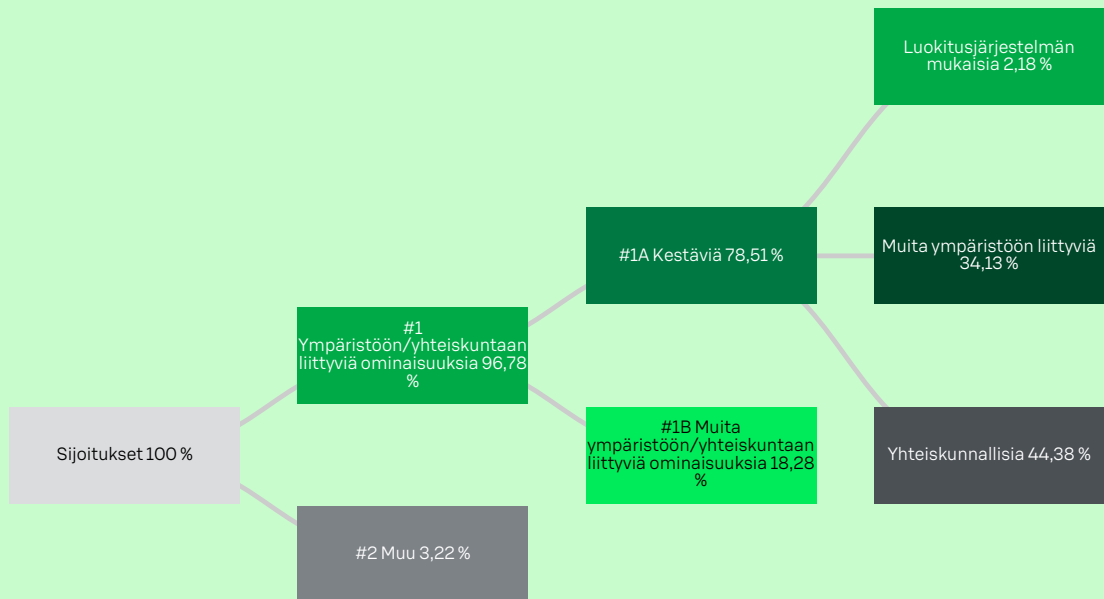 Luokitusjärjestelmän
mukaisia 2,18 %
#1A Kestäviä 78,51 %
Muita ympäristöön liittyviä
34,13 %
#1
Ympäristöön/yhteiskuntaan
liittyviä ominaisuuksia 96,78
%
Sijoitukset 100 %
#1B Muita
ympäristöön/yhteiskuntaan
liittyviä ominaisuuksia 18,28
%
Yhteiskunnallisia 44,38 %
#2 Muu 3,22 %